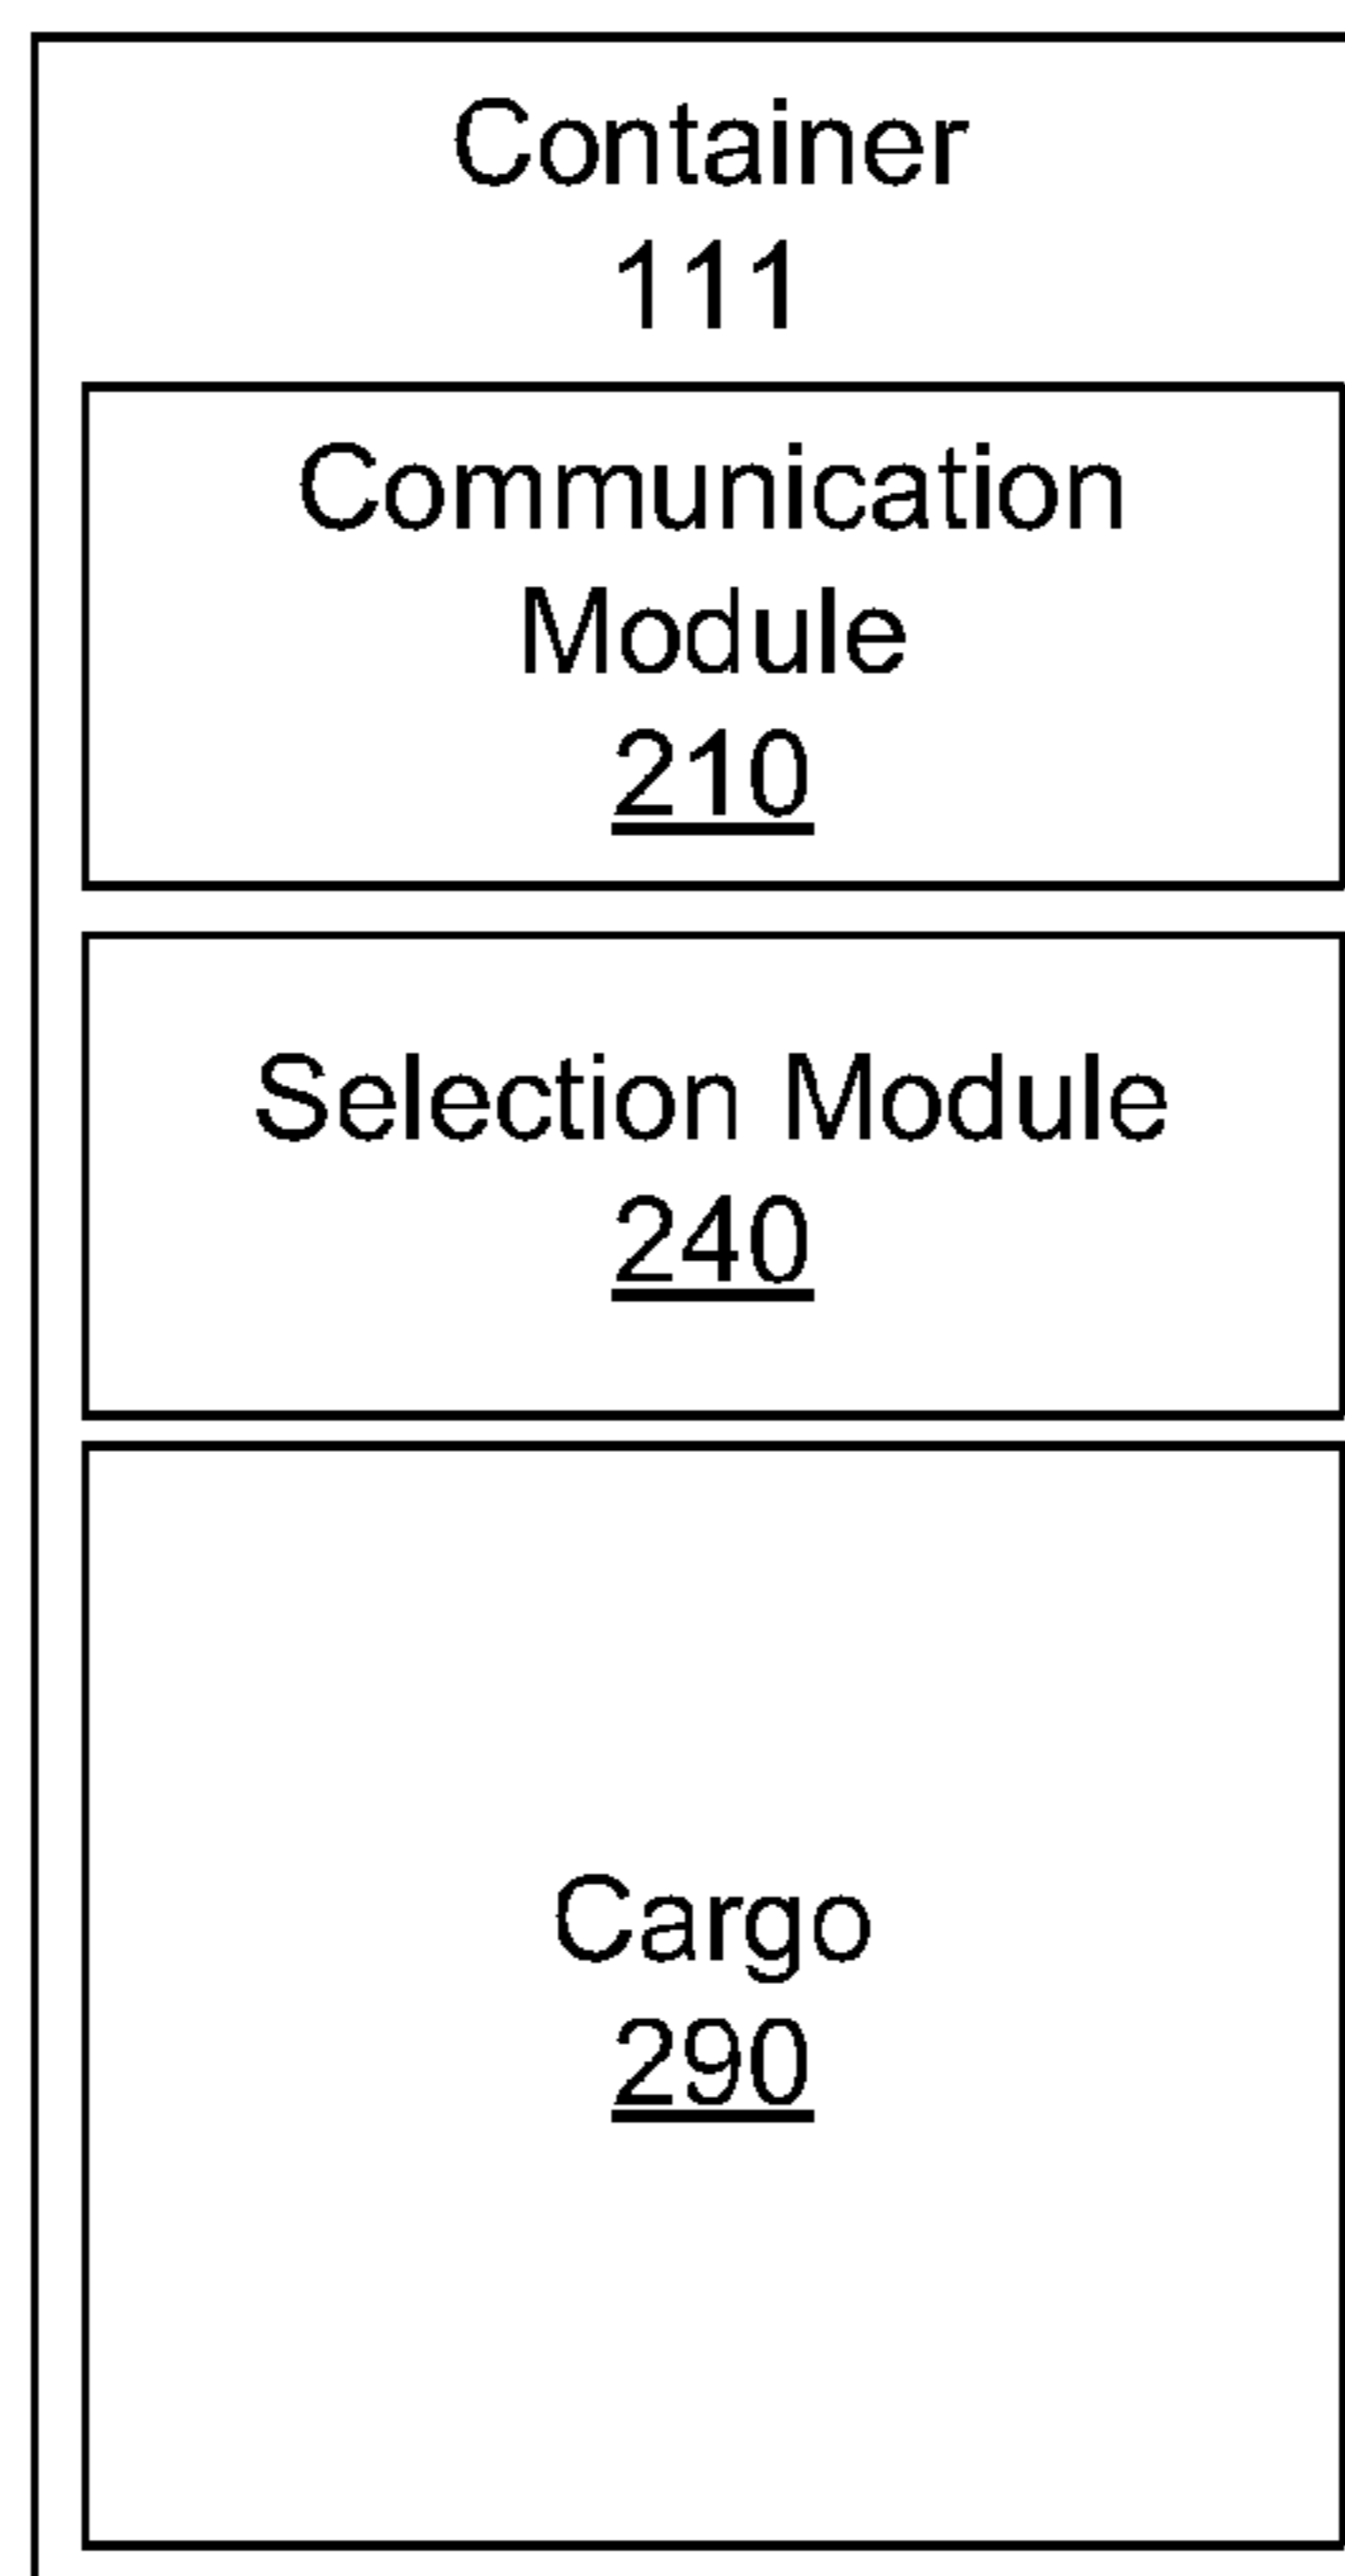 Container
111
Communication
Module
210
Selection Module
240
Cargo
290